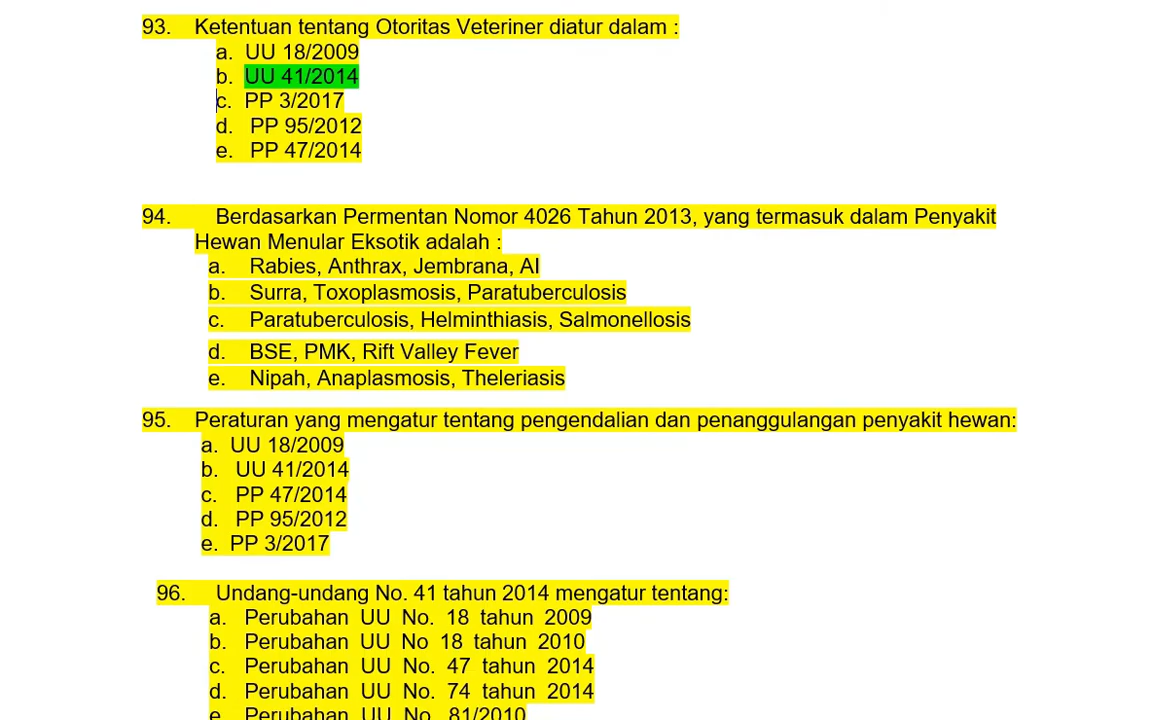 93. Ketentuan tentang Otoritas Veteriner diatur dalam :
a. UU 18/2009
b. UU 41/2014
c. PP 3/2017
d. PP 95/2012
e. PP 47/2014
94. Berdasarkan Permentan Nomor 4026 Tahun 2013, yang termasuk dalam Penyakit
Hewan Menular Eksotik adalah :
a. Rabies, Anthrax, Jembrana, AI
b. Surra, Toxoplasmosis, Paratuberculosis
c. Paratuberculosis, Helminthiasis, Salmonellosis
d. BSE, PMK, Rift Valley Fever
e. Nipah, Anaplasmosis, Theleriasis
95. Peraturan yang mengatur tentang pengendalian dan penanggulangan penyakit hewan:
a. UU 18/2009
b. UU 41/2014
c. PP 47/2014
d. PP 95/2012
e. PP 3/2017
96. Undang-undang No. 41 tahun 2014 mengatur tentang:
a. Perubahan UU No. 18 tahun 2009
b. Perubahan UU No 18 tahun 2010
c. Perubahan UU No. 47 tahun 2014
d. Perubahan UU No. 74 tahun 2014
e. Perubahan UU No. 81/2010